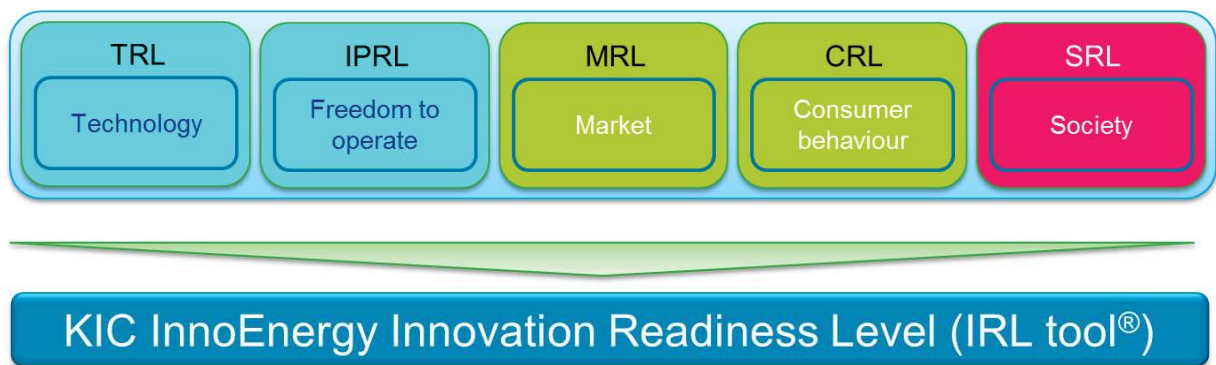 TRL
Technology
IPRL
Freedom to
operate
MRL
Market
CRL
Consumer
behaviour
SRL
Society
KIC InnoEnergy Innovation Readiness Level (IRL tool®)